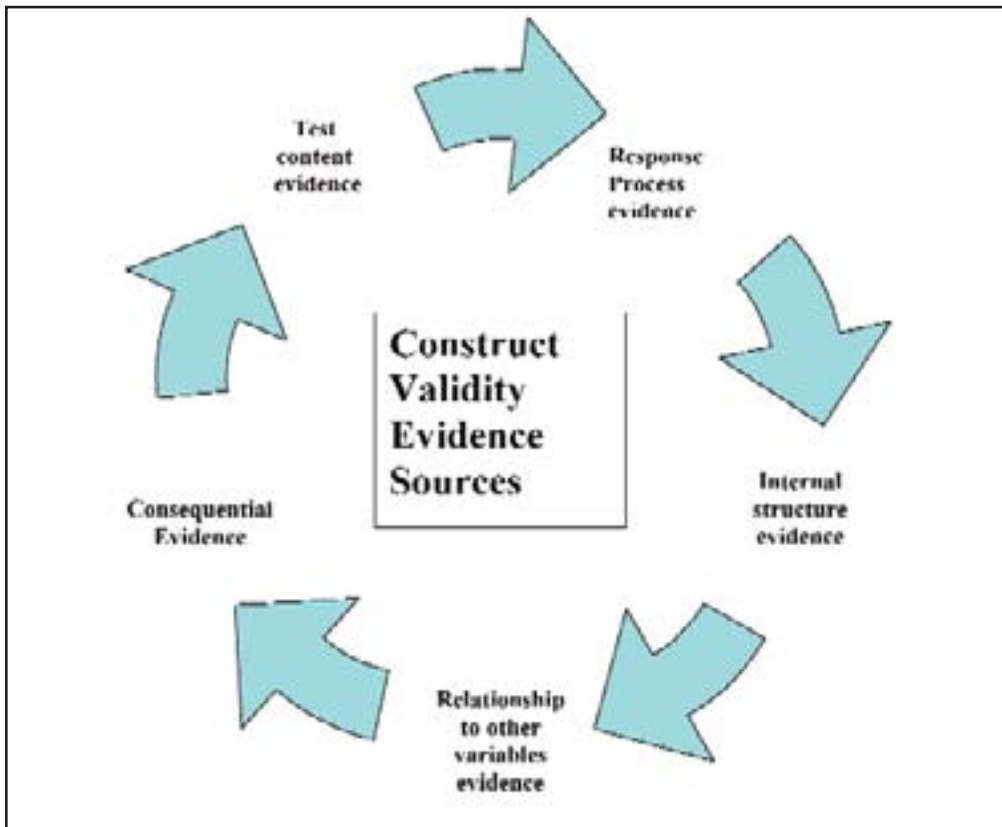 Test
content
evidence
Response
Process
evidence
Construct
Validity
Evidence
Sources
Internal
structure
evidence
Consequential
Evidence
Relationship
to other
variables
evidence